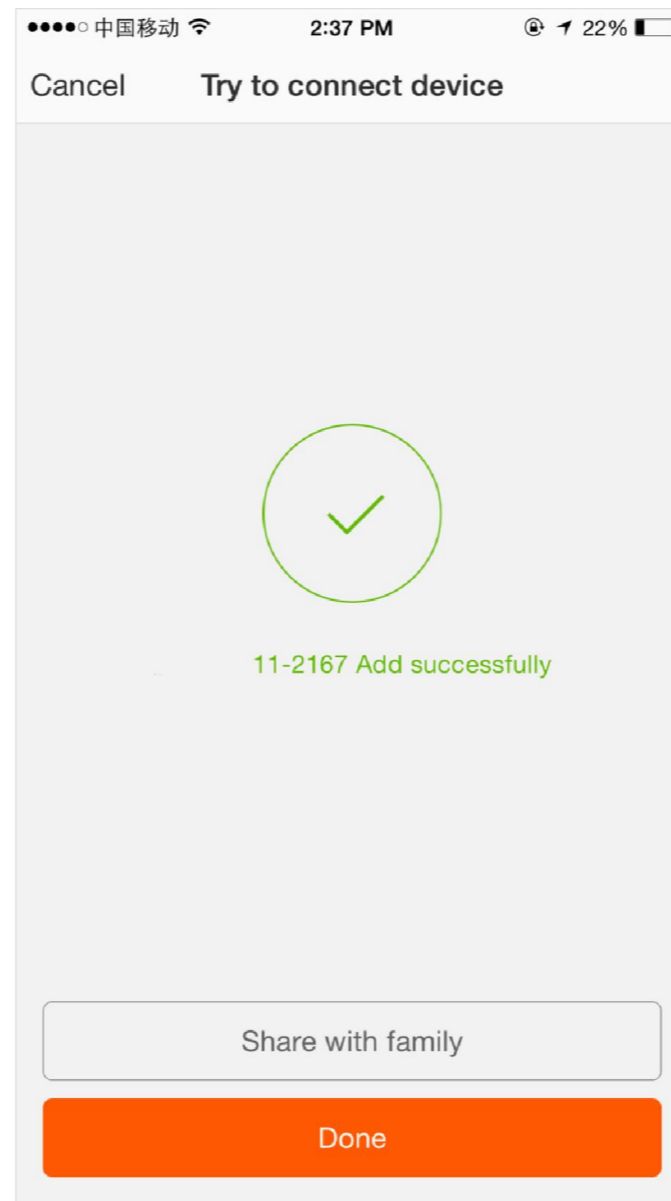 中国移动 2:37 PM 22%
Cancel Try to connect device
11-2167 Add successfully
Share with family
Done